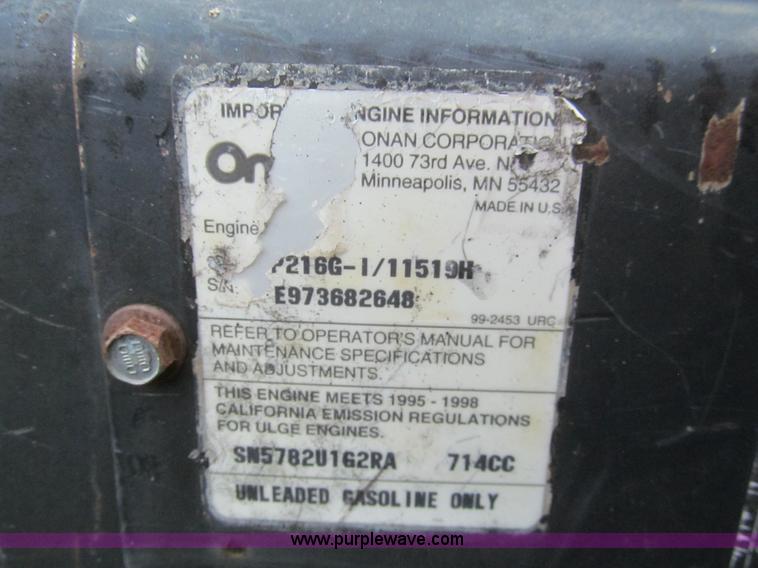 IMPOR ENGINE INFORMATION
On
ONAN CORPORATION
1400 73rd Ave. N
Minneapolis, MN 55432
MADE IN U.S.
Engine
P216G-I/11519H
S/N: E973682648
99-2453 URC
REFER TO OPERATOR'S MANUAL FOR
MAINTENANCE SPECIFICATIONS
AND ADJUSTMENTS.
THIS ENGINE MEETS 1995 - 1998
CALIFORNIA EMISSION REGULATIONS
FOR ULGE ENGINES.
SN5782U1G2RA 714CC
UNLEADED GASOLINE ONLY
www.purplewave.com